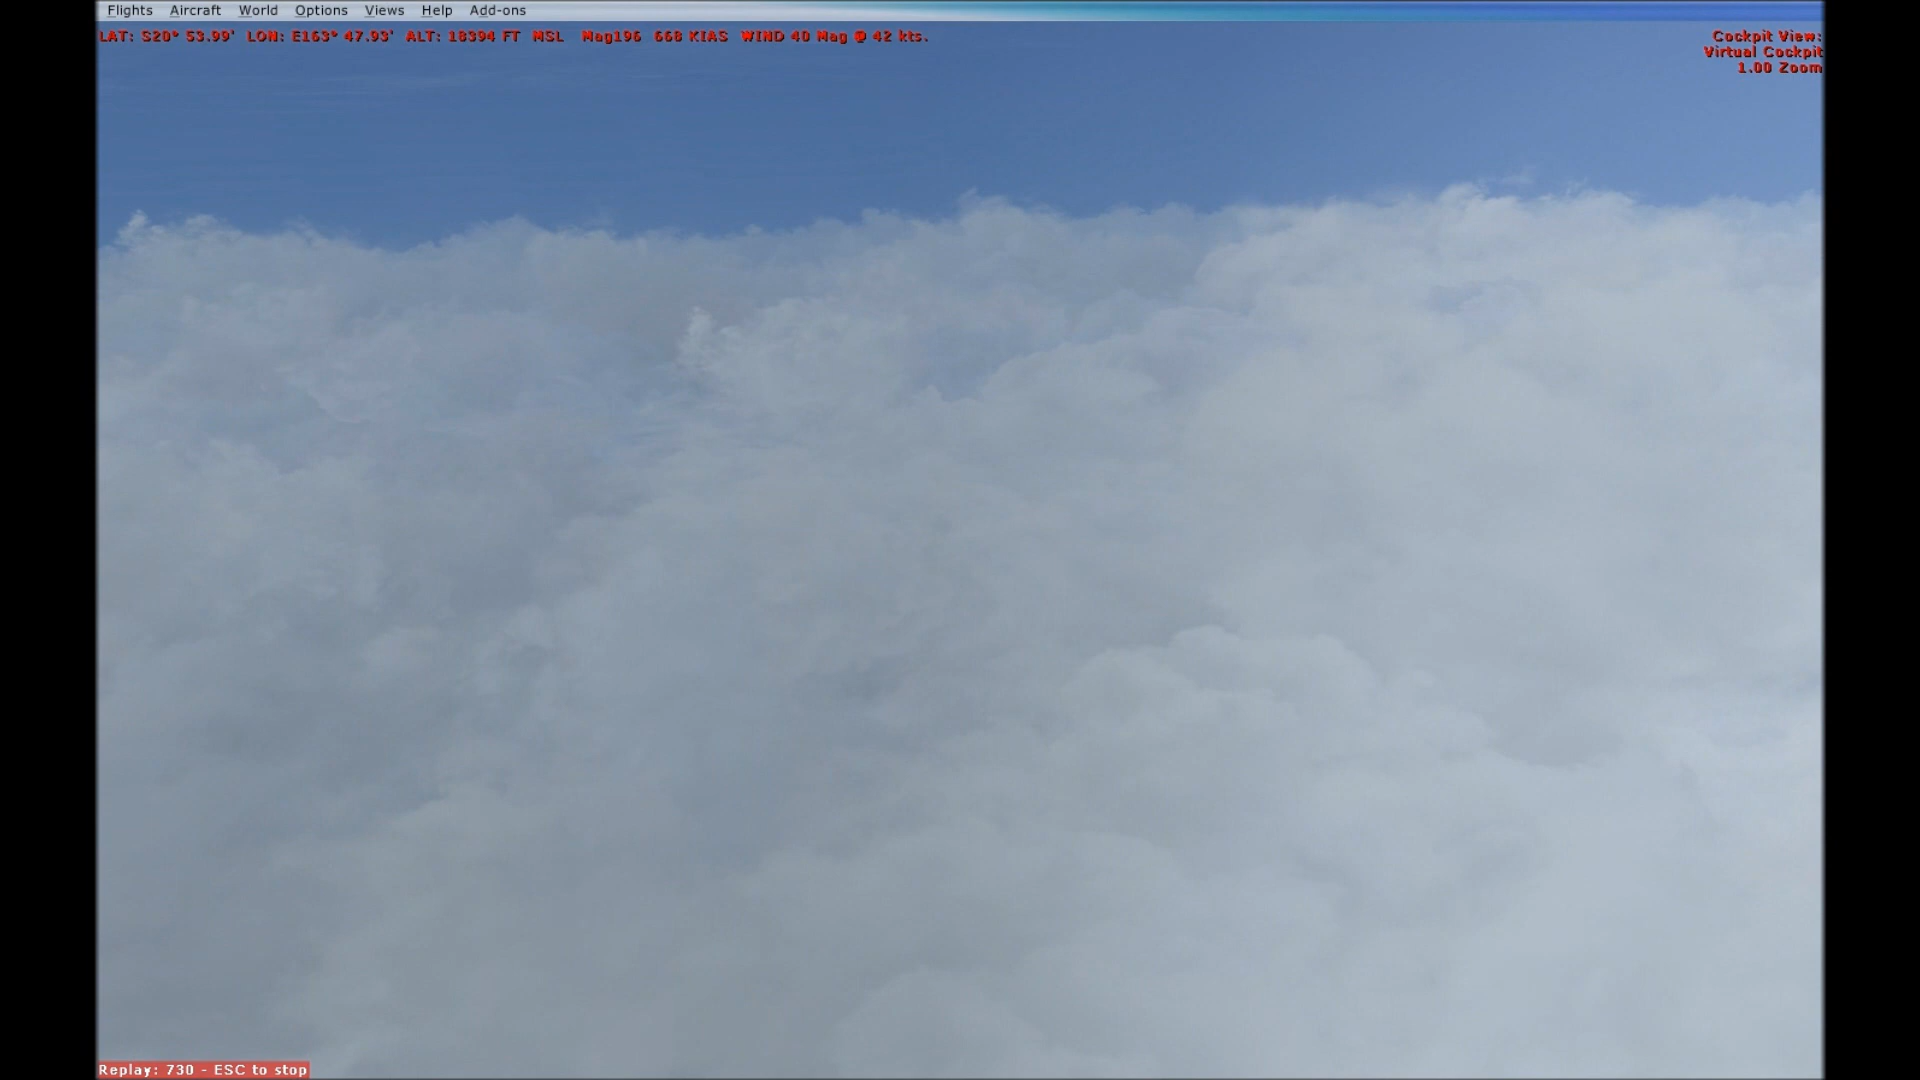 Flights Aircraft World Options Views Help Add-ons
LAT: S20° 53.99' LON: E163° 47.93' ALT: 18394 FT MSL Mag196 668 KIAS WIND 40 Mag @ 42 kts.
Cockpit View:
Virtual Cockpit
1.00 Zoom
Replay: 730 - ESC to stop